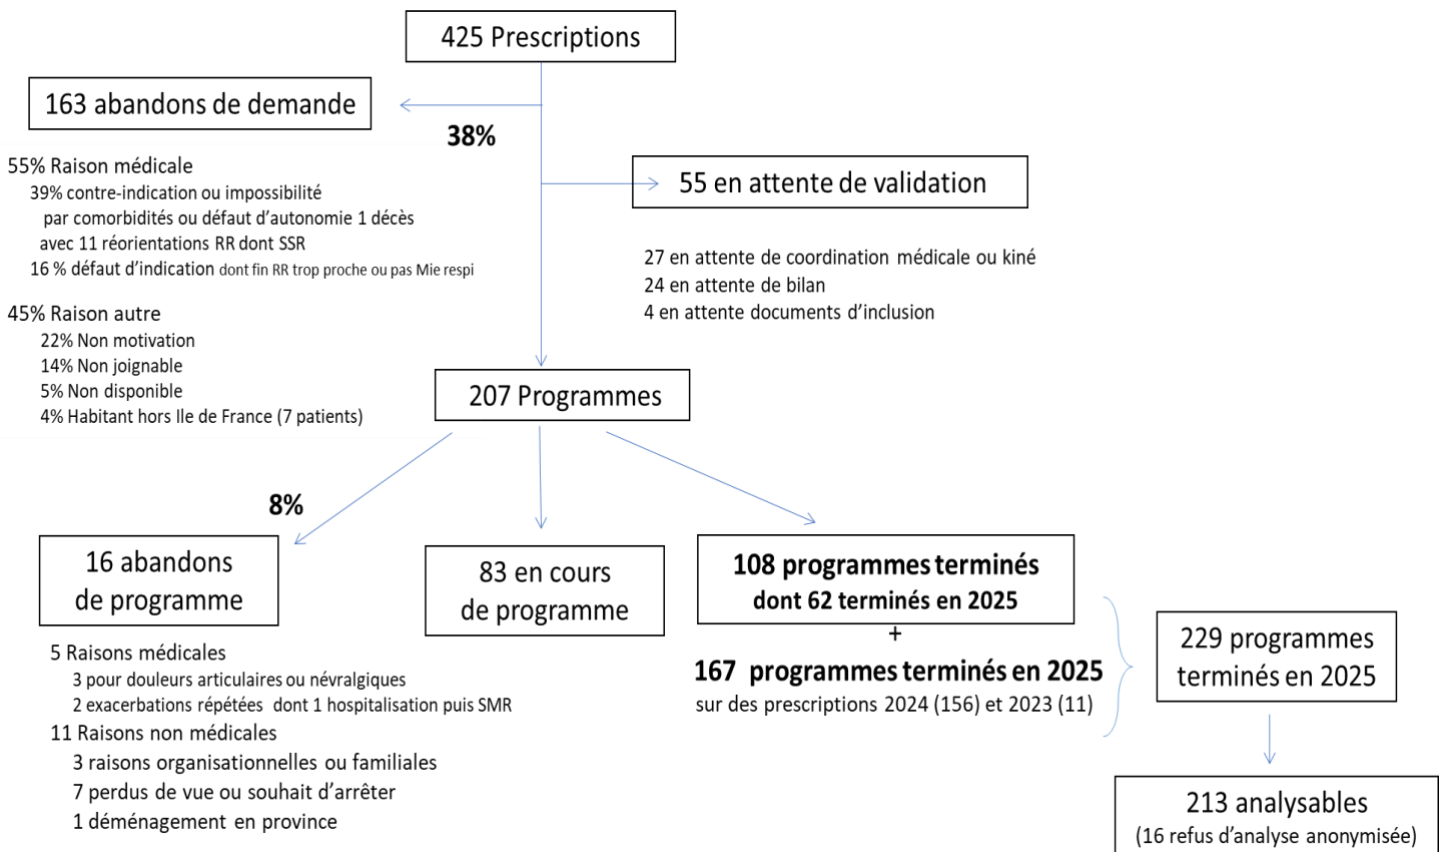 425 Prescriptions
163 abandons de demande
38%
55% Raison médicale
39% contre-indication ou impossibilité
par comorbidités ou défaut d’autonomie 1 décès
avec 11 réorientations RR dont SSR
16 % défaut d’indication dont fin RR trop proche ou pas Mie respi
45% Raison autre
22% Non motivation
14% Non joignable
5% Non disponible
4% Habitant hors Ile de France (7 patients)
55 en attente de validation
27 en attente de coordination médicale ou kiné
24 en attente de bilan
4 en attente documents d’inclusion
207 Programmes
8%
16 abandons
de programme
5 Raisons médicales
3 pour douleurs articulaires ou névralgiques
2 exacerbations répétées dont 1 hospitalisation puis SMR
11 Raisons non médicales
3 raisons organisationnelles ou familiales
7 perdus de vue ou souhait d’arrêter
1 déménagement en province
83 en cours
de programme
108 programmes terminés
dont 62 terminés en 2025
+
167 programmes terminés en 2025
sur des prescriptions 2024 (156) et 2023 (11)
229 programmes
terminés en 2025
213 analysables
(16 refus d’analyse anonymisée)